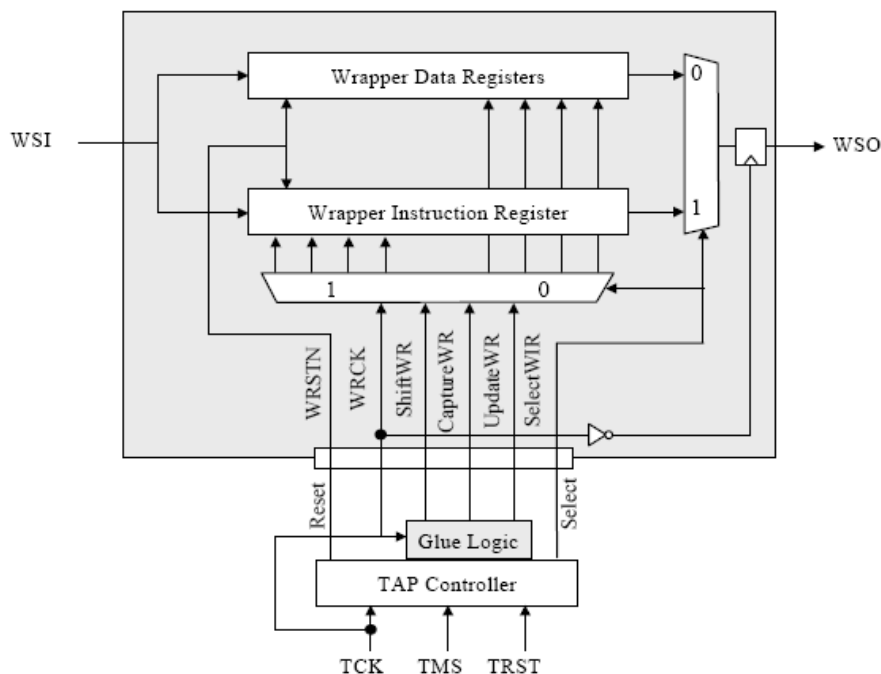 Wrapper Data Registers
0
WSI
WSO
Wrapper Instruction Register
1
1
0
WRSTN
WRCK
ShiftWR
CaptureWR
UpdateWR
SelectWIR
Reset
Select
Glue Logic
TAP Controller
TCK
TMS
TRST